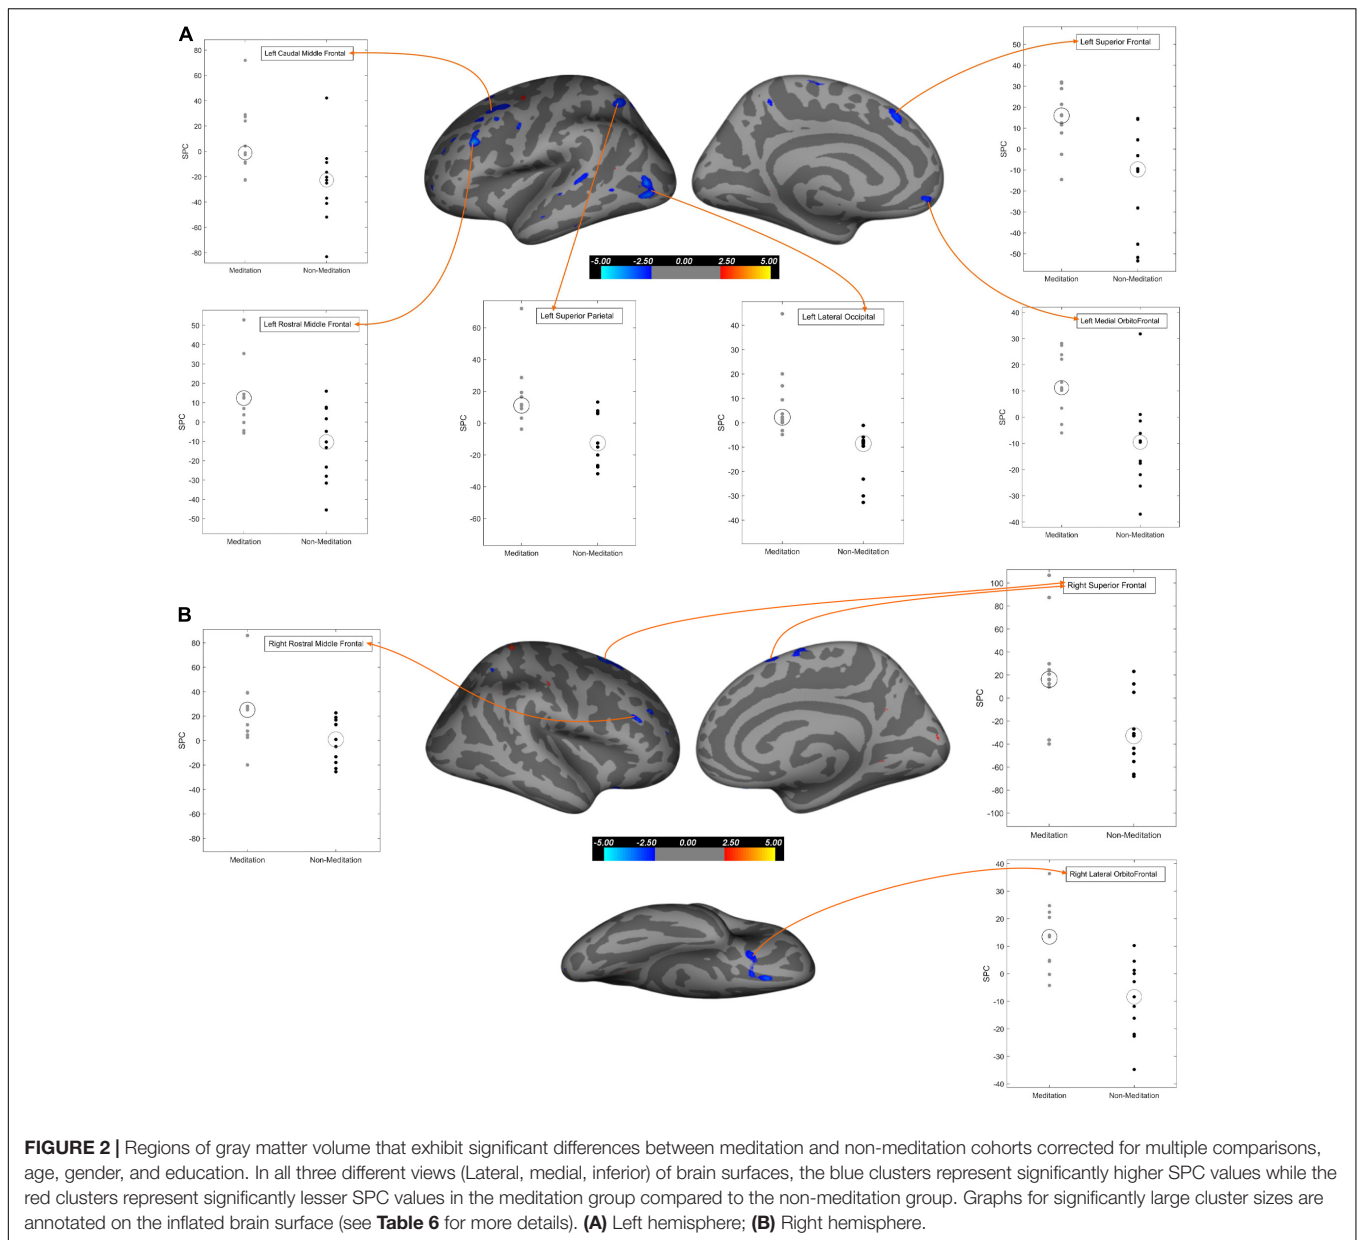 A
Left Caudal Middle Frontal
80
60
40
20
0
-20
-40
-60
-80
SPC
Meditation Non-Meditation
Left Superior Frontal
50
40
30
20
10
0
-10
-20
-30
-40
-50
SPC
Meditation Non-Meditation
-5.00 -2.50 0.00 2.50 5.00
Left Rostral Middle Frontal
50
40
30
20
10
0
-10
-20
-30
-40
-50
SPC
Meditation Non-Meditation
Left Superior Parietal
60
40
20
0
-20
-40
-60
SPC
Meditation Non-Meditation
Left Lateral Occipital
40
30
20
10
0
-10
-20
-30
-40
SPC
Meditation Non-Meditation
Left Medial OrbitoFrontal
40
30
20
10
0
-10
-20
-30
-40
SPC
Meditation Non-Meditation
B
Right Rostral Middle Frontal
80
60
40
20
0
-20
-40
-60
-80
SPC
Meditation Non-Meditation
Right Superior Frontal
100
80
60
40
20
0
-20
-40
-60
-80
-100
SPC
Meditation Non-Meditation
-5.00 -2.50 0.00 2.50 5.00
Right Lateral OrbitoFrontal
40
30
20
10
0
-10
-20
-30
-40
SPC
Meditation Non-Meditation
FIGURE 2 | Regions of gray matter volume that exhibit significant differences between meditation and non-meditation cohorts corrected for multiple comparisons,
age, gender, and education. In all three different views (Lateral, medial, inferior) of brain surfaces, the blue clusters represent significantly higher SPC values while the
red clusters represent significantly lesser SPC values in the meditation group compared to the non-meditation group. Graphs for significantly large cluster sizes are
annotated on the inflated brain surface (see Table 6 for more details). (A) Left hemisphere; (B) Right hemisphere.